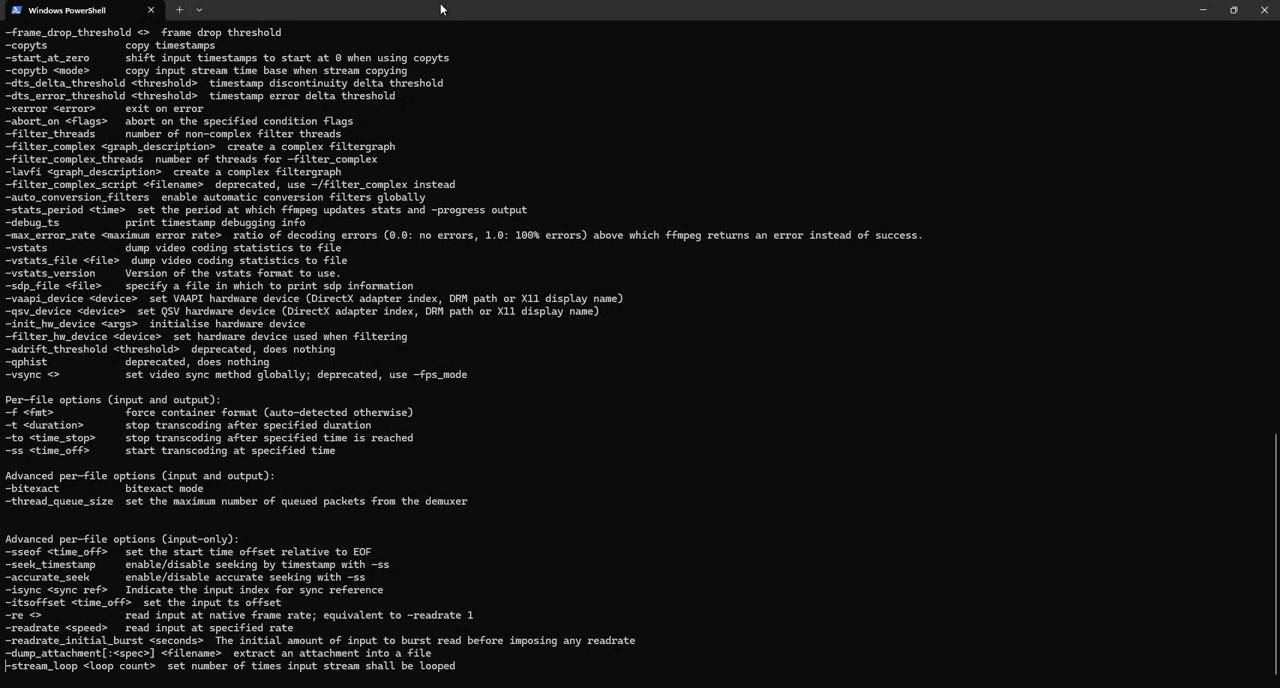 Windows PowerShell
-frame_drop_threshold <>  frame drop threshold
-copyts             copy timestamps
-start_at_zero      shift input timestamps to start at 0 when using copyts
-copytb <mode>      copy input stream time base when stream copying
-dts_delta_threshold <threshold>  timestamp discontinuity delta threshold
-dts_error_threshold <threshold>  timestamp error delta threshold
-xerror <error>     exit on error
-abort_on <flags>   abort on the specified condition flags
-filter_threads     number of non-complex filter threads
-filter_complex <graph_description>  create a complex filtergraph
-filter_complex_threads  number of threads for -filter_complex
-lavfi <graph_description>  create a complex filtergraph
-filter_complex_script <filename>  deprecated, use -/filter_complex instead
-auto_conversion_filters  enable automatic conversion filters globally
-stats_period <time>  set the period at which ffmpeg updates stats and -progress output
-debug_ts           print timestamp debugging info
-max_error_rate <maximum error rate>  ratio of decoding errors (0.0: no errors, 1.0: 100% errors) above which ffmpeg returns an error instead of success.
-vstats             dump video coding statistics to file
-vstats_file <file>  dump video coding statistics to file
-vstats_version     Version of the vstats format to use.
-sdp_file <file>    specify a file in which to print sdp information
-vaapi_device <device>  set VAAPI hardware device (DirectX adapter index, DRM path or X11 display name)
-qsv_device <device>  set QSV hardware device (DirectX adapter index, DRM path or X11 display name)
-init_hw_device <args>  initialise hardware device
-filter_hw_device <device>  set hardware device used when filtering
-adrift_threshold <threshold>  deprecated, does nothing
-qphist             deprecated, does nothing
-vsync <>           set video sync method globally; deprecated, use -fps_mode
Per-file options (input and output):
-f <fmt>            force container format (auto-detected otherwise)
-t <duration>       stop transcoding after specified duration
-to <time_stop>     stop transcoding after specified time is reached
-ss <time_off>      start transcoding at specified time
Advanced per-file options (input and output):
-bitexact           bitexact mode
-thread_queue_size  set the maximum number of queued packets from the demuxer
Advanced per-file options (input-only):
-sseof <time_off>   set the start time offset relative to EOF
-seek_timestamp     enable/disable seeking by timestamp with -ss
-accurate_seek      enable/disable accurate seeking with -ss
-isync <sync ref>   Indicate the input index for sync reference
-itsoffset <time_off>  set the input ts offset
-re <>              read input at native frame rate; equivalent to -readrate 1
-readrate <speed>   read input at specified rate
-readrate_initial_burst <seconds>  The initial amount of input to burst read before imposing any readrate
-dump_attachment[:<spec>] <filename>  extract an attachment into a file
-stream_loop <loop count>  set number of times input stream shall be looped